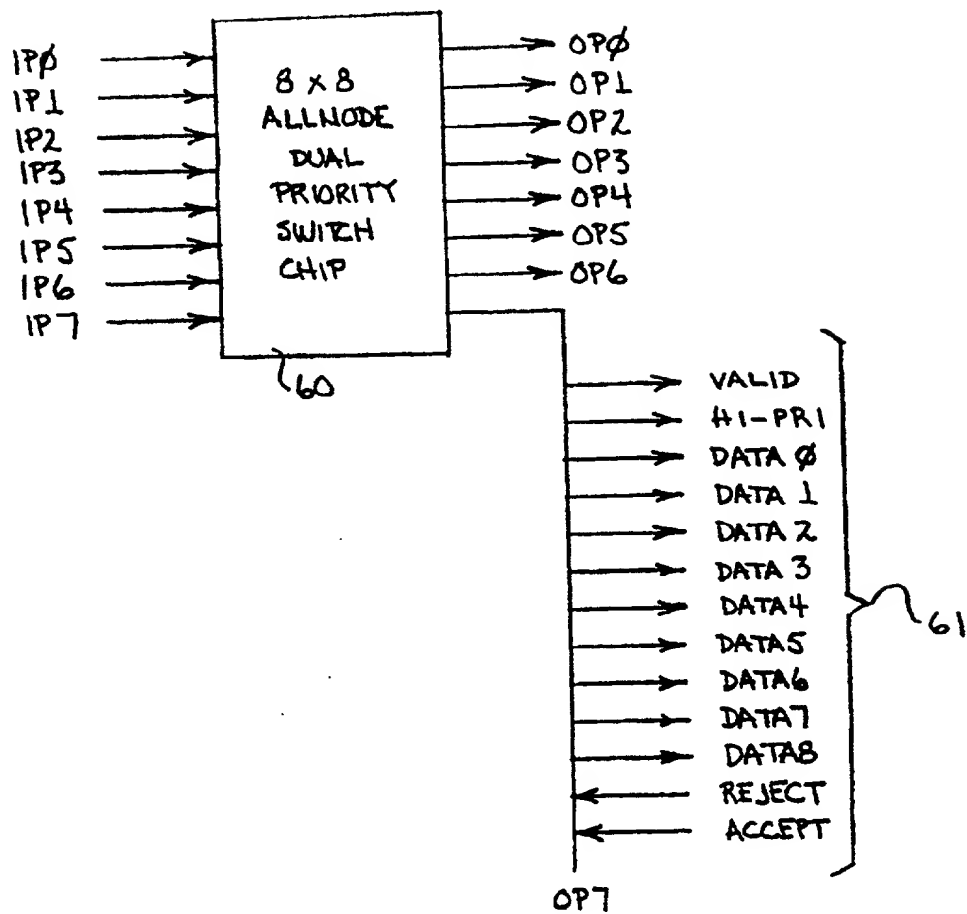 IPØ
IP1
IP2
IP3
IP4
IP5
IP6
IP7
8 X 8
ALLNODE
DUAL
PRIORITY
SWITCH
CHIP
60
OPØ
OP1
OP2
OP3
OP4
OP5
OP6
VALID
HI-PRI
DATA Ø
DATA 1
DATA 2
DATA 3
DATA4
DATA5
DATA6
DATA7
DATA8
REJECT
ACCEPT
61
OP7